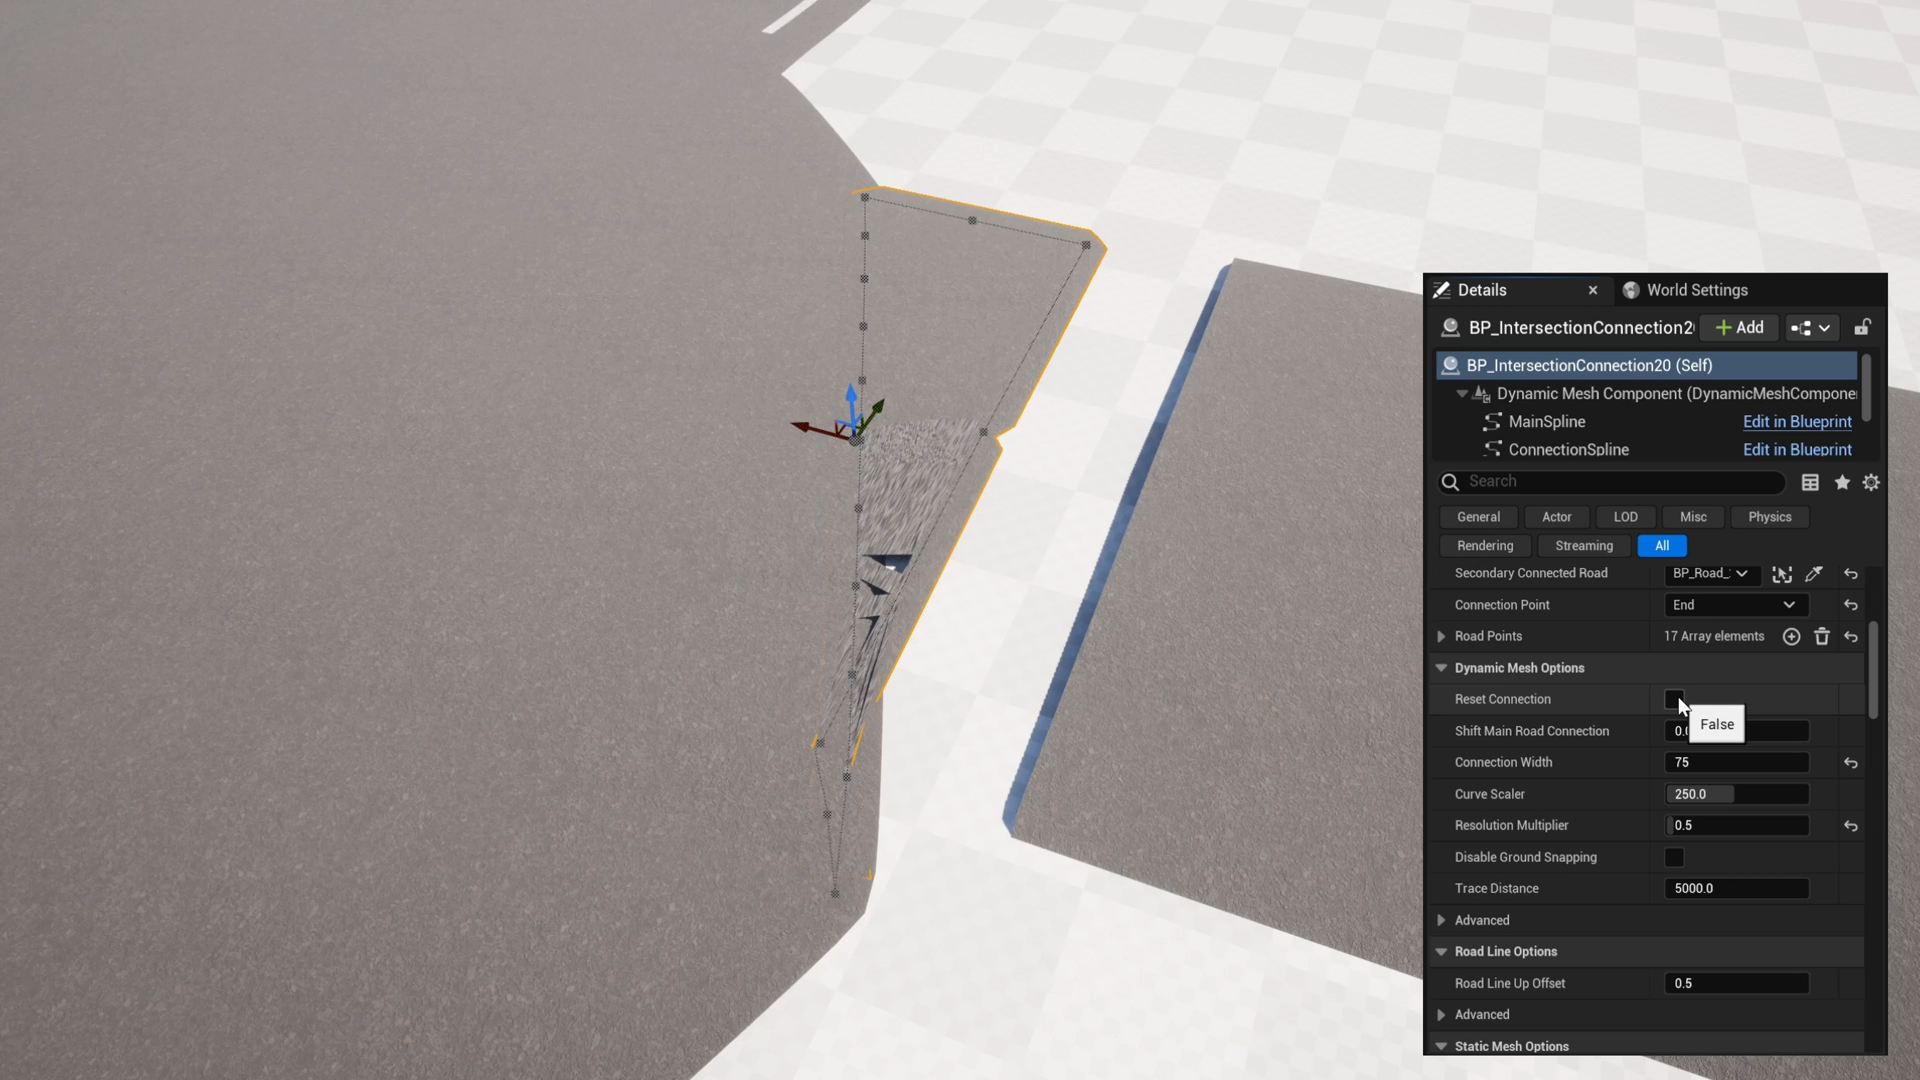 Details
World Settings
BP_IntersectionConnection2
Add
BP_IntersectionConnection20 (Self)
Dynamic Mesh Component (DynamicMeshCompone
MainSpline Edit in Blueprint
ConnectionSpline Edit in Blueprint
Search
General Actor LOD Misc Physics
Rendering Streaming All
Secondary Connected Road BP_Road_
Connection Point End
Road Points 17 Array elements
Dynamic Mesh Options
Reset Connection
False
Shift Main Road Connection 0.
Connection Width 75
Curve Scaler 250.0
Resolution Multiplier 0.5
Disable Ground Snapping
Trace Distance 5000.0
Advanced
Road Line Options
Road Line Up Offset 0.5
Advanced
Static Mesh Options